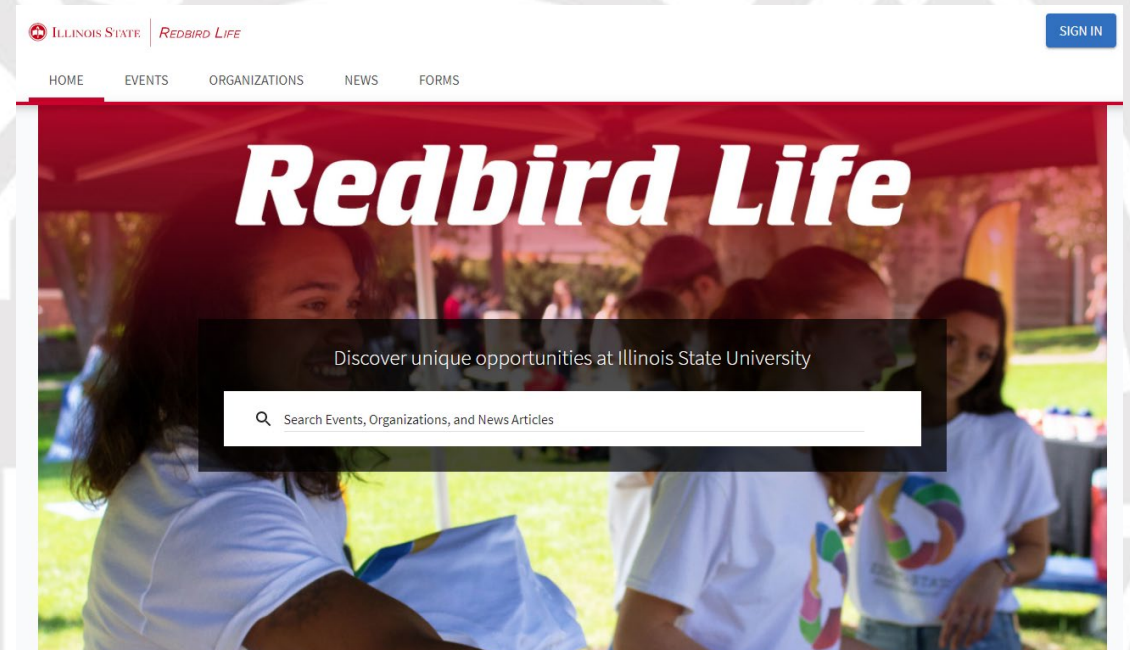 ILLINOIS STATE REDBIRD LIFE
SIGN IN
HOME EVENTS ORGANIZATIONS NEWS FORMS
Redbird Life
Discover unique opportunities at Illinois State University
Search Events, Organizations, and News Articles